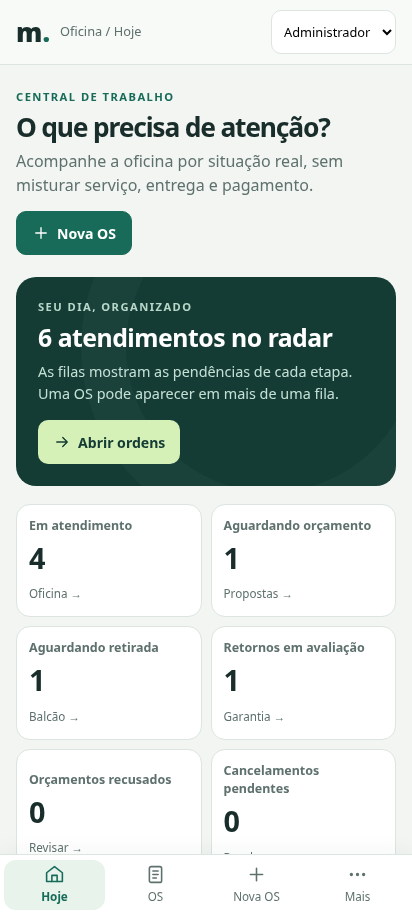 m. Oficina / Hoje Administrador
CENTRAL DE TRABALHO
O que precisa de atenção?
Acompanhe a oficina por situação real, sem
misturar serviço, entrega e pagamento.
+ Nova OS
SEU DIA, ORGANIZADO
6 atendimentos no radar
As filas mostram as pendências de cada etapa.
Uma OS pode aparecer em mais de uma fila.
→ Abrir ordens
Em atendimento
4
Oficina →
Aguardando orçamento
1
Propostas →
Aguardando retirada
1
Balcão →
Retornos em avaliação
1
Garantia →
Orçamentos recusados
0
Revisar →
Cancelamentos
pendentes
0
Hoje OS Nova OS Mais